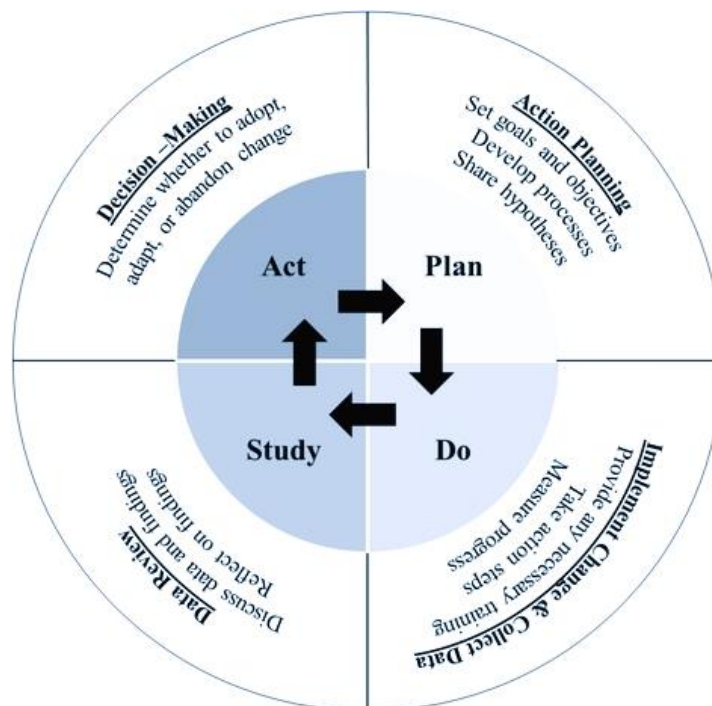 Decision –Making
Determine whether to adopt,
adapt, or abandon change
Action Planning
Set goals and objectives
Develop processes
Share hypotheses
Act
Plan
Study
Do
Data Review
Discuss data and findings
Reflect on findings
Implement Change & Collect Data
Provide any necessary training
Take action steps
Measure progress